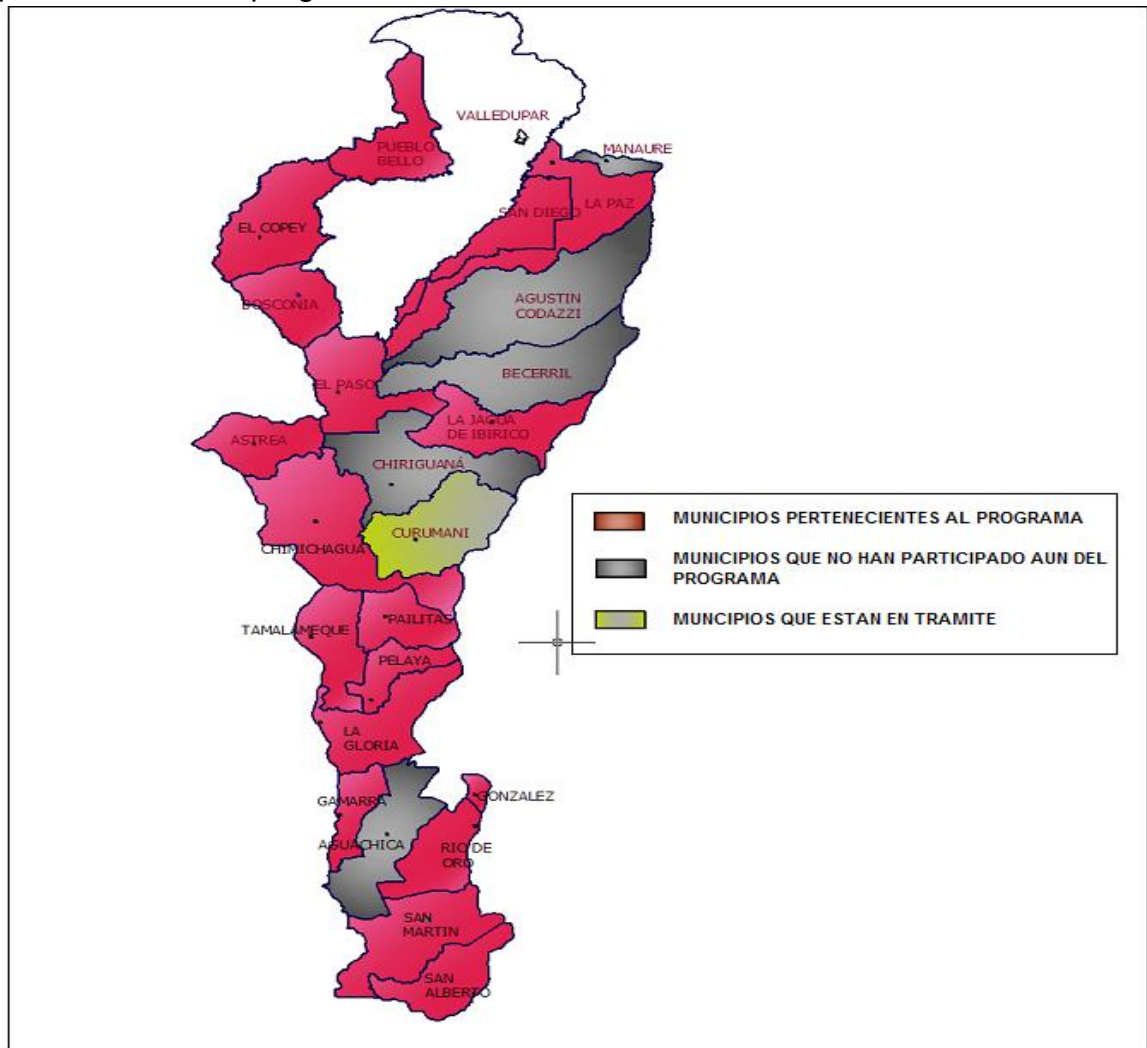 VALLEDUPAR
PUEBLO
BELLO
MANAURE
SAN DIEGO
LA PAZ
EL COPEY
BOSCONIA
AGUSTIN
CODAZZI
BECERRIL
EL PASO
LA JAGUA
DE IBIRICO
ASTREA
CHIRIGUANÁ
CURUMANI
CHIMICHAGUA
TAMALAMEQUE
PAILITAS
PELAYA
LA
GLORIA
GAMARRA
GONZALEZ
AGUACHICA
RIO DE
ORO
SAN
MARTIN
SAN
ALBERTO
MUNICIPIOS PERTENECIENTES AL PROGRAMA
MUNICIPIOS QUE NO HAN PARTICIPADO AUN DEL
PROGRAMA
MUNCIPIOS QUE ESTAN EN TRAMITE